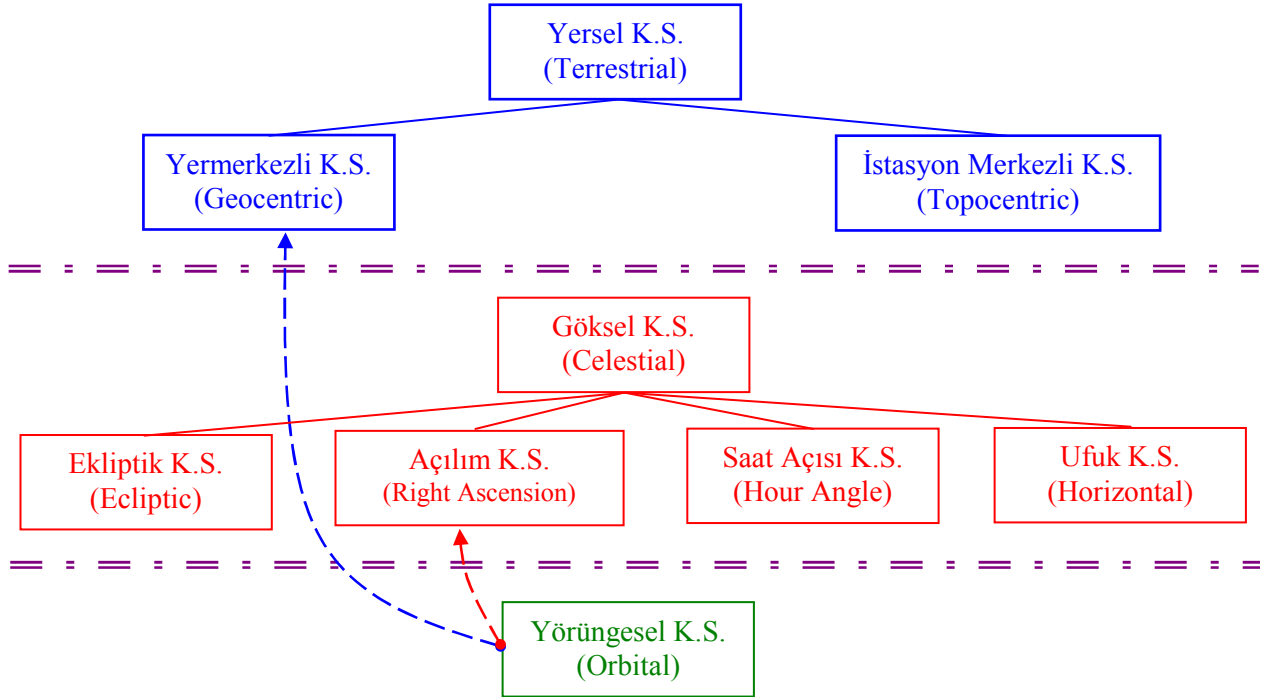 Yersel K.S.
(Terrestrial)
Yermerkezli K.S.
(Geocentric)
İstasyon Merkezli K.S.
(Topocentric)
Göksel K.S.
(Celestial)
Ekliptik K.S.
(Ecliptic)
Açılım K.S.
(Right Ascension)
Saat Açısı K.S.
(Hour Angle)
Ufuk K.S.
(Horizontal)
Yörüngesel K.S.
(Orbital)